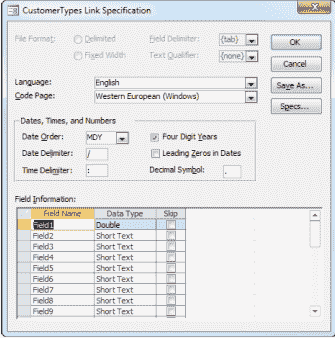 CustomerTypes Link Specification
File Format: Delimited Field Delimiter: {tab} OK
Fixed Width Text Qualifier: {none}
Cancel
Language: English
Save As...
Code Page: Western European (Windows)
Specs...
Dates, Times, and Numbers
Date Order: MDY Four Digit Years
Date Delimiter: / Leading Zeros in Dates
Time Delimiter: : Decimal Symbol: .
Field Information:
Field Name Data Type Skip
Field1 Double
Field2 Short Text
Field3 Short Text
Field4 Short Text
Field5 Short Text
Field6 Short Text
Field7 Short Text
Field8 Short Text
Field9 Short Text